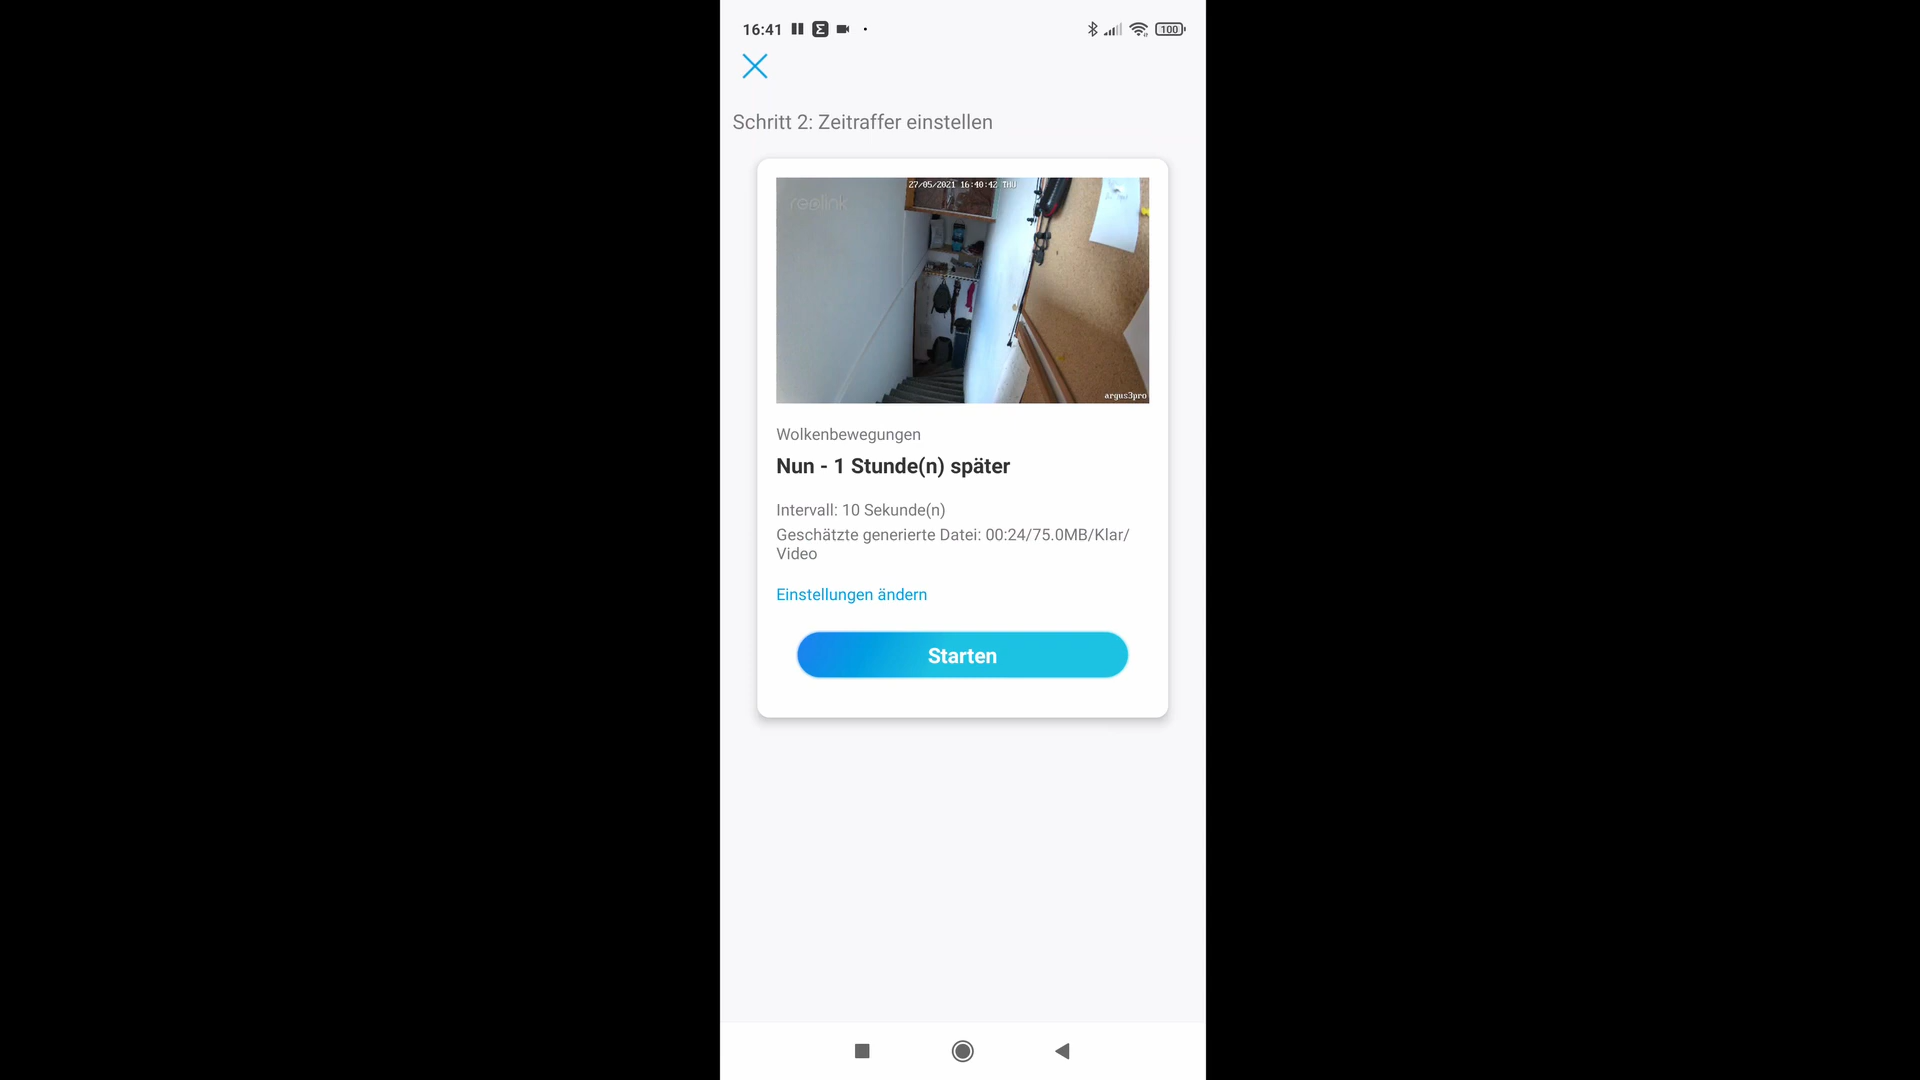 16:41
100
Schritt 2: Zeitraffer einstellen
27/05/2021 16:40:42 THU
reolink
argus3pro
Wolkenbewegungen
Nun - 1 Stunde(n) später
Intervall: 10 Sekunde(n)
Geschätzte generierte Datei: 00:24/75.0MB/Klar/
Video
Einstellungen ändern
Starten